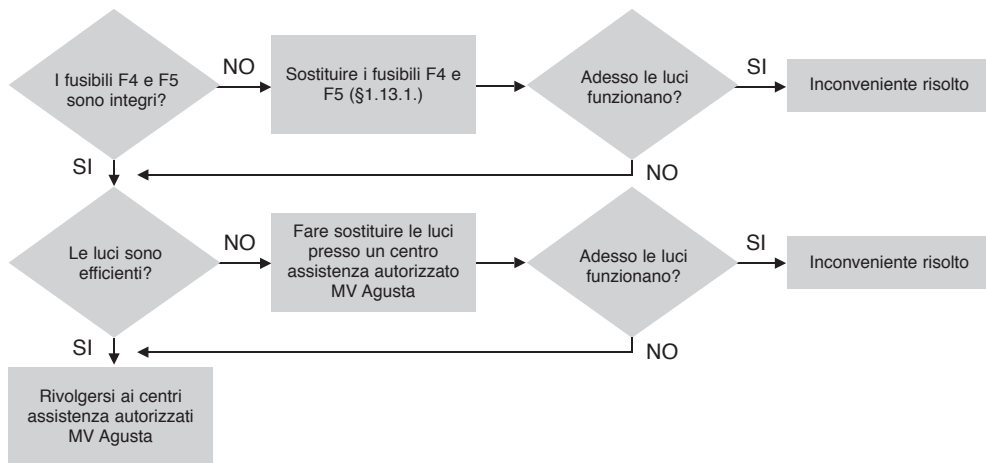 I fusibili F4 e F5
sono integri?
NO
Sostituire i fusibili F4 e
F5 (§1.13.1.)
Adesso le luci
funzionano?
SI
Inconveniente risolto
SI
NO
Le luci sono
efficienti?
NO
Fare sostituire le luci
presso un centro
assistenza autorizzato
MV Agusta
Adesso le luci
funzionano?
SI
Inconveniente risolto
SI
NO
Rivolgersi ai centri
assistenza autorizzati
MV Agusta